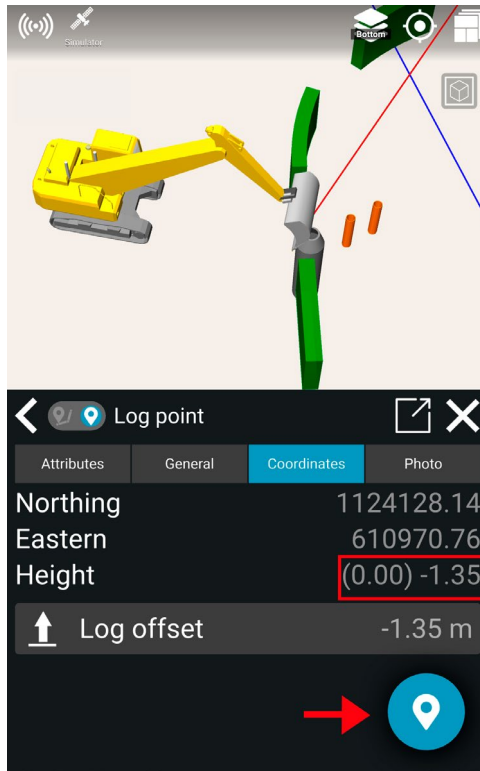 Simulator
Bottom
Log point
Attributes General Coordinates Photo
Northing 1124128.14
Eastern 610970.76
Height (0.00) -1.35
Log offset -1.35 m